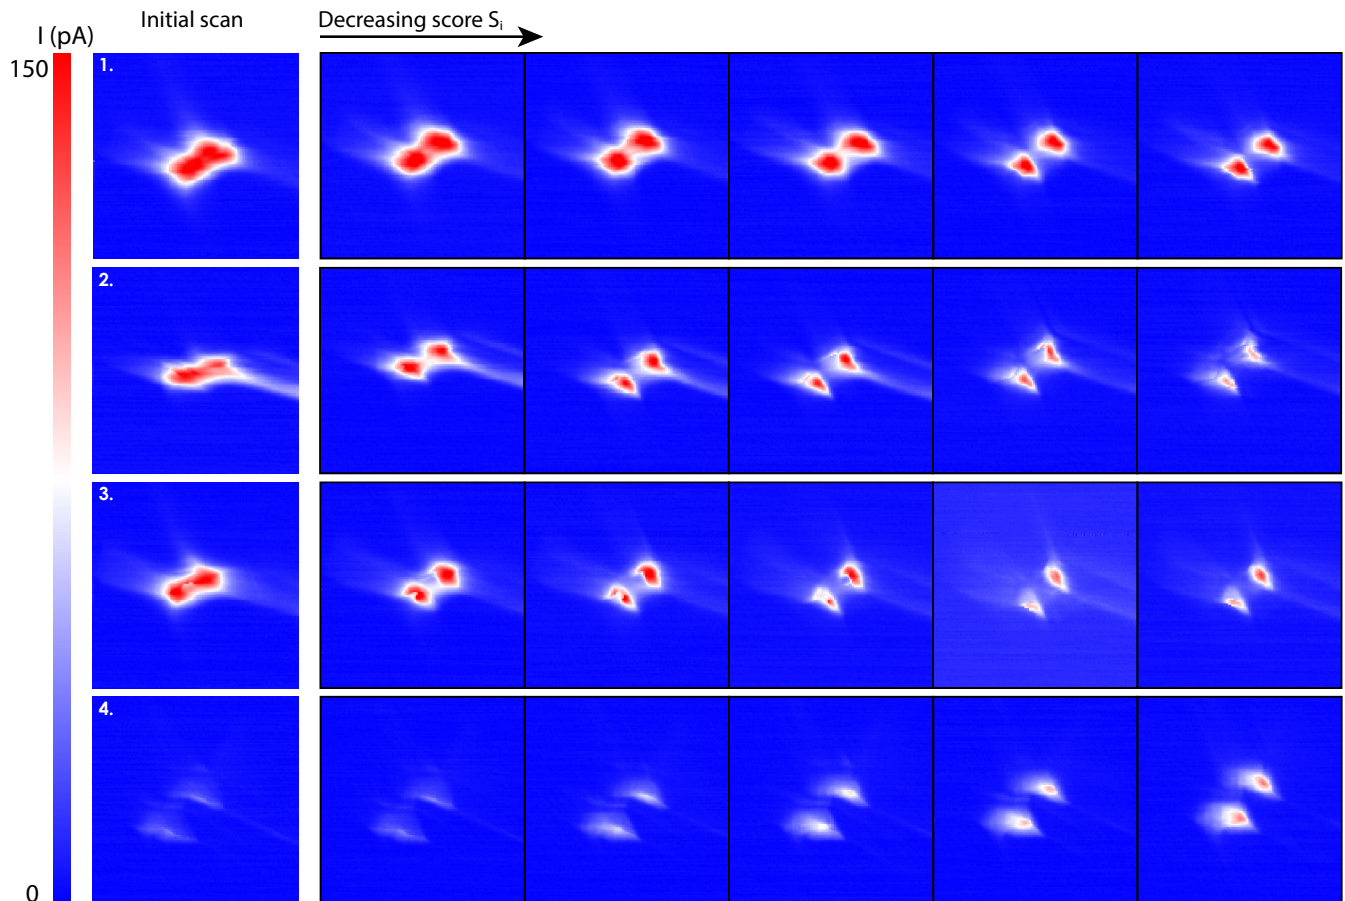 Initial scan
Decreasing score Si
I (pA)
150
1.
2.
3.
4.
0